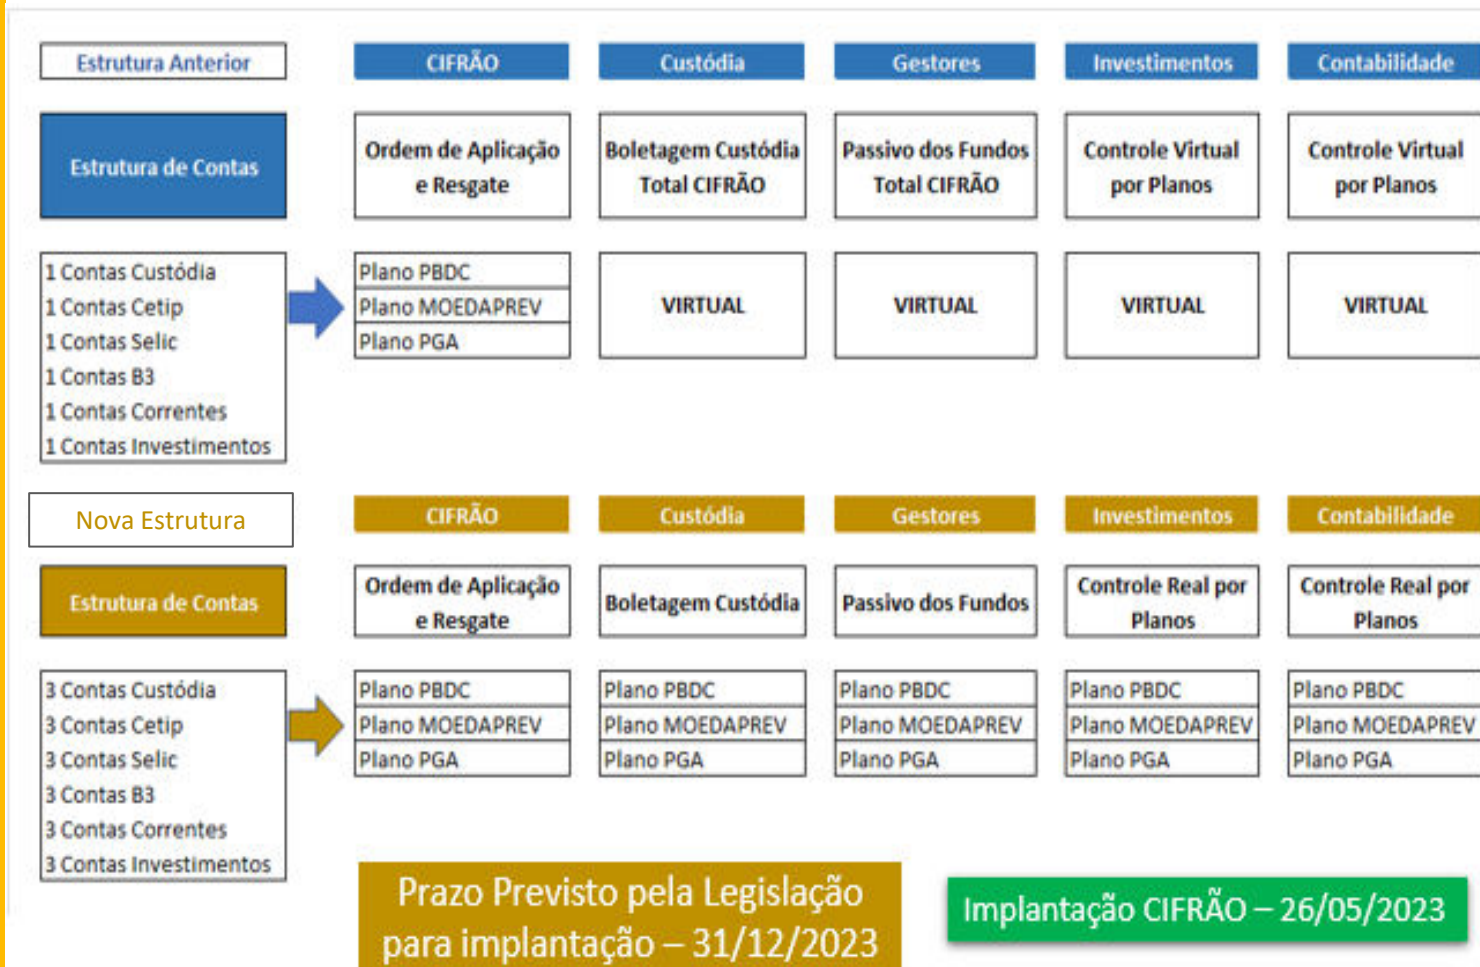 Estrutura Anterior
CIFRÃO
Custódia
Gestores
Investimentos
Contabilidade
Estrutura de Contas
Ordem de Aplicação
e Resgate
Boletagem Custódia
Total CIFRÃO
Passivo dos Fundos
Total CIFRÃO
Controle Virtual
por Planos
Controle Virtual
por Planos
1 Contas Custódia
1 Contas Cetip
1 Contas Selic
1 Contas B3
1 Contas Correntes
1 Contas Investimentos
Plano PBDC
Plano MOEDAPREV
Plano PGA
VIRTUAL
VIRTUAL
VIRTUAL
VIRTUAL
Nova Estrutura
CIFRÃO
Custódia
Gestores
Investimentos
Contabilidade
Estrutura de Contas
Ordem de Aplicação
e Resgate
Boletagem Custódia
Passivo dos Fundos
Controle Real por
Planos
Controle Real por
Planos
3 Contas Custódia
3 Contas Cetip
3 Contas Selic
3 Contas B3
3 Contas Correntes
3 Contas Investimentos
Plano PBDC
Plano MOEDAPREV
Plano PGA
Plano PBDC
Plano MOEDAPREV
Plano PGA
Plano PBDC
Plano MOEDAPREV
Plano PGA
Plano PBDC
Plano MOEDAPREV
Plano PGA
Plano PBDC
Plano MOEDAPREV
Plano PGA
Prazo Previsto pela Legislação
para implantação – 31/12/2023
Implantação CIFRÃO – 26/05/2023